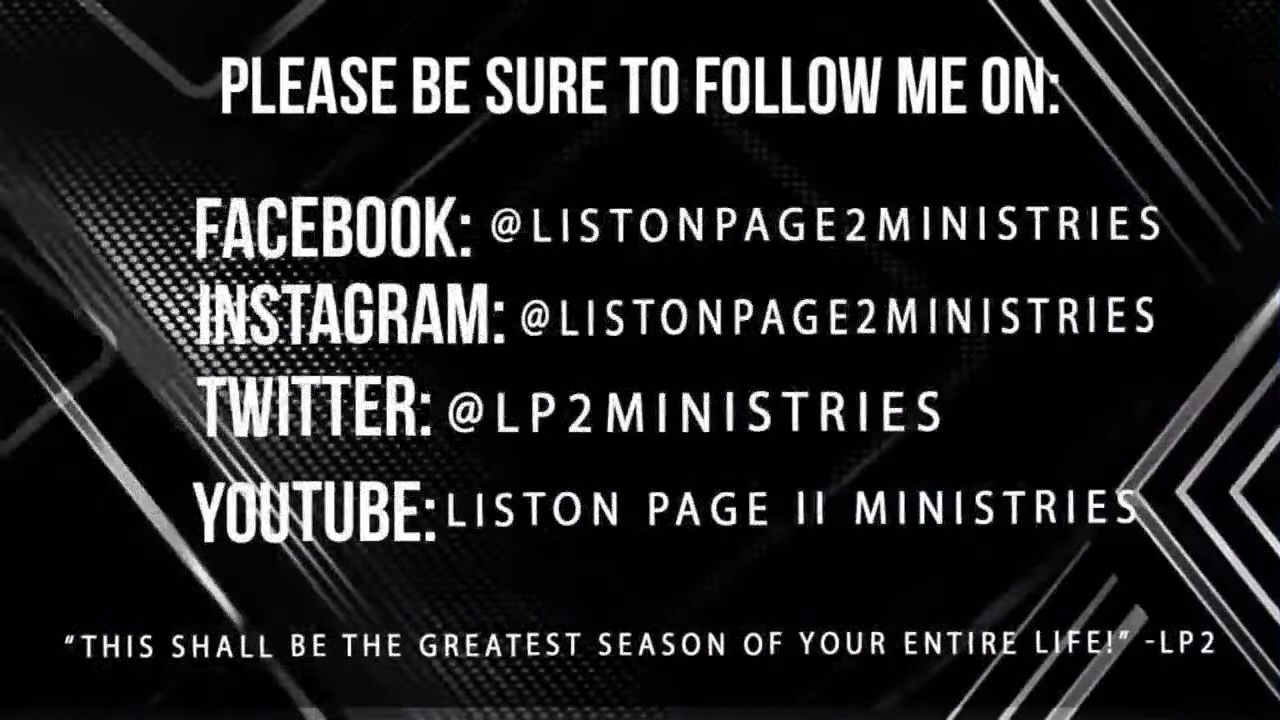 PLEASE BE SURE TO FOLLOW ME ON:
FACEBOOK: @LISTONPAGE2MINISTRIES
INSTAGRAM: @LISTONPAGE2MINISTRIES
TWITTER: @LP2MINISTRIES
YOUTUBE: LISTON PAGE II MINISTRIES
"THIS SHALL BE THE GREATEST SEASON OF YOUR ENTIRE LIFE!" -LP2